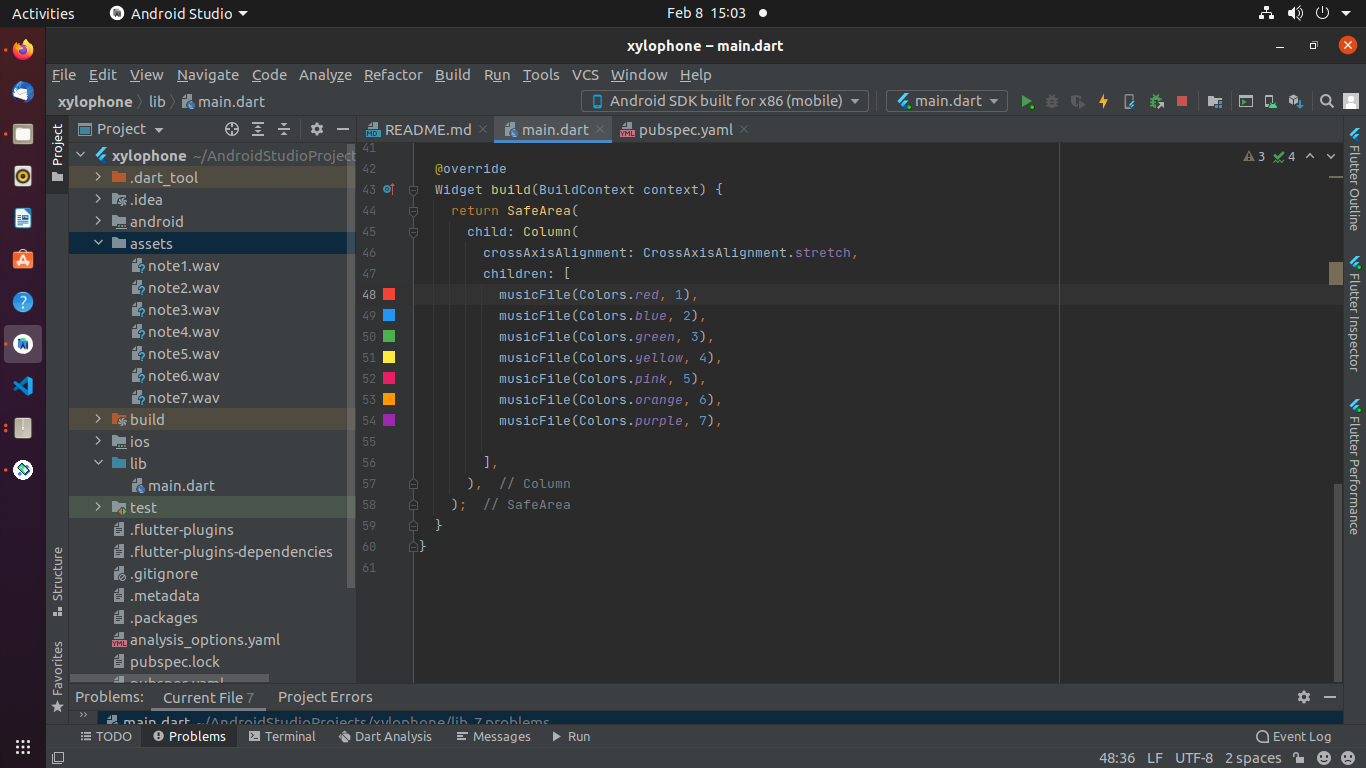 Activities
Android Studio
Feb 8 15:03
xylophone – main.dart
File Edit View Navigate Code Analyze Refactor Build Run Tools VCS Window Help
xylophone lib main.dart
Android SDK built for x86 (mobile)
main.dart
Project
README.md
main.dart
pubspec.yaml
xylophone ~/AndroidStudioProject
.dart_tool
.idea
android
assets
note1.wav
note2.wav
note3.wav
note4.wav
note5.wav
note6.wav
note7.wav
build
ios
lib
main.dart
test
.flutter-plugins
.flutter-plugins-dependencies
.gitignore
.metadata
.packages
analysis_options.yaml
pubspec.lock
pubspec.yaml
Project
Structure
Favorites
41
42 @override
43 Widget build(BuildContext context) {
44 return SafeArea(
45 child: Column(
46 crossAxisAlignment: CrossAxisAlignment.stretch,
47 children: [
48 musicFile(Colors.red, 1),
49 musicFile(Colors.blue, 2),
50 musicFile(Colors.green, 3),
51 musicFile(Colors.yellow, 4),
52 musicFile(Colors.pink, 5),
53 musicFile(Colors.orange, 6),
54 musicFile(Colors.purple, 7),
55
56 ],
57 ), // Column
58 ); // SafeArea
59 }
60 }
61
3 4
Flutter Outline
Flutter Inspector
Flutter Performance
Problems: Current File 7 Project Errors
main.dart ~/AndroidStudioProjects/xylophone/lib 7 problems
TODO Problems Terminal Dart Analysis Messages Run Event Log
48:36 LF UTF-8 2 spaces